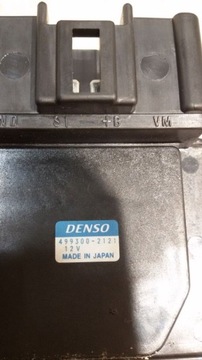 SI +B VM
DENSO
499300-2121
12V
MADE IN JAPAN